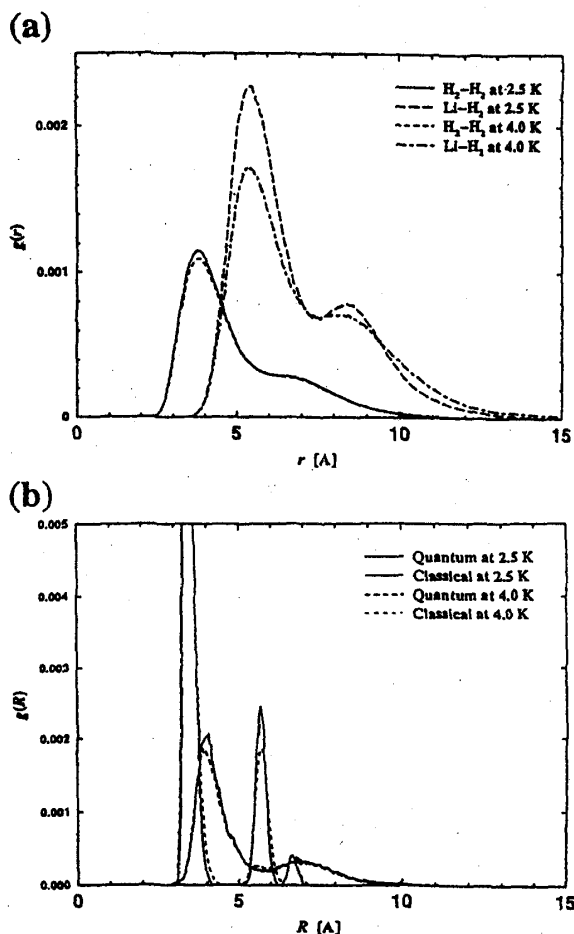 (a)
H₂–H₂ at 2.5 K
Li–H₂ at 2.5 K
H₂–H₂ at 4.0 K
Li–H₂ at 4.0 K
0.002
0.001
0
g(r)
0 5 10 15
r [A]
(b)
0.005
0.004
0.003
0.002
0.001
0.000
Quantum at 2.5 K
Classical at 2.5 K
Quantum at 4.0 K
Classical at 4.0 K
g(R)
0 5 10 15
R [A]